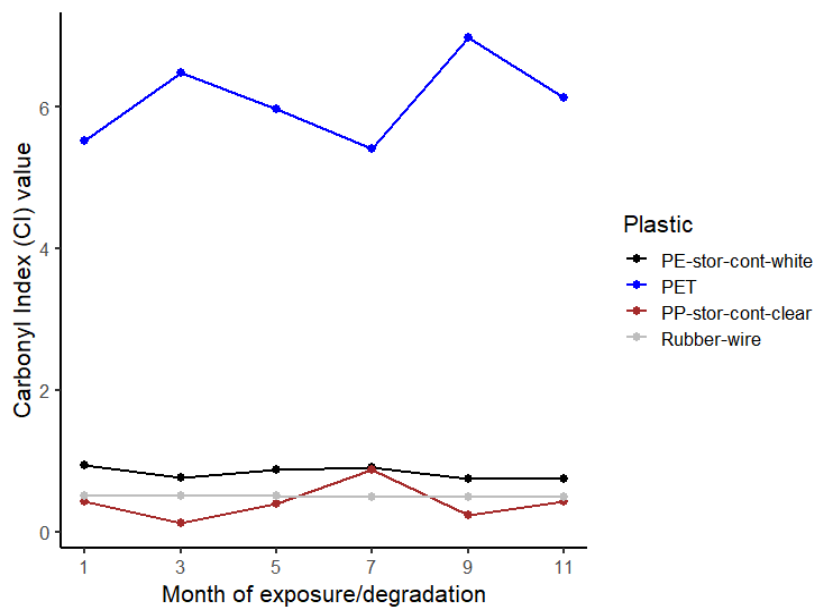 6
4
2
0
Carbonyl Index (CI) value
1 3 5 7 9 11
Month of exposure/degradation
Plastic
PE-stor-cont-white
PET
PP-stor-cont-clear
Rubber-wire